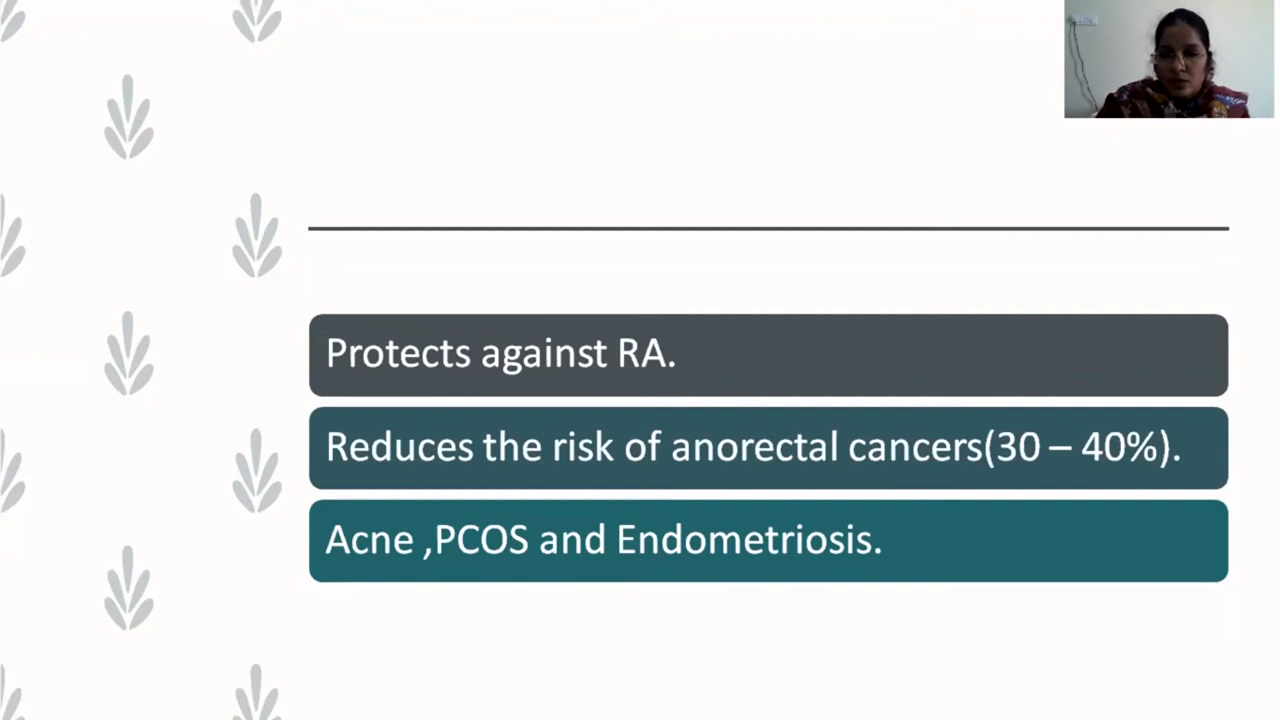 Protects against RA.
Reduces the risk of anorectal cancers(30 – 40%).
Acne ,PCOS and Endometriosis.